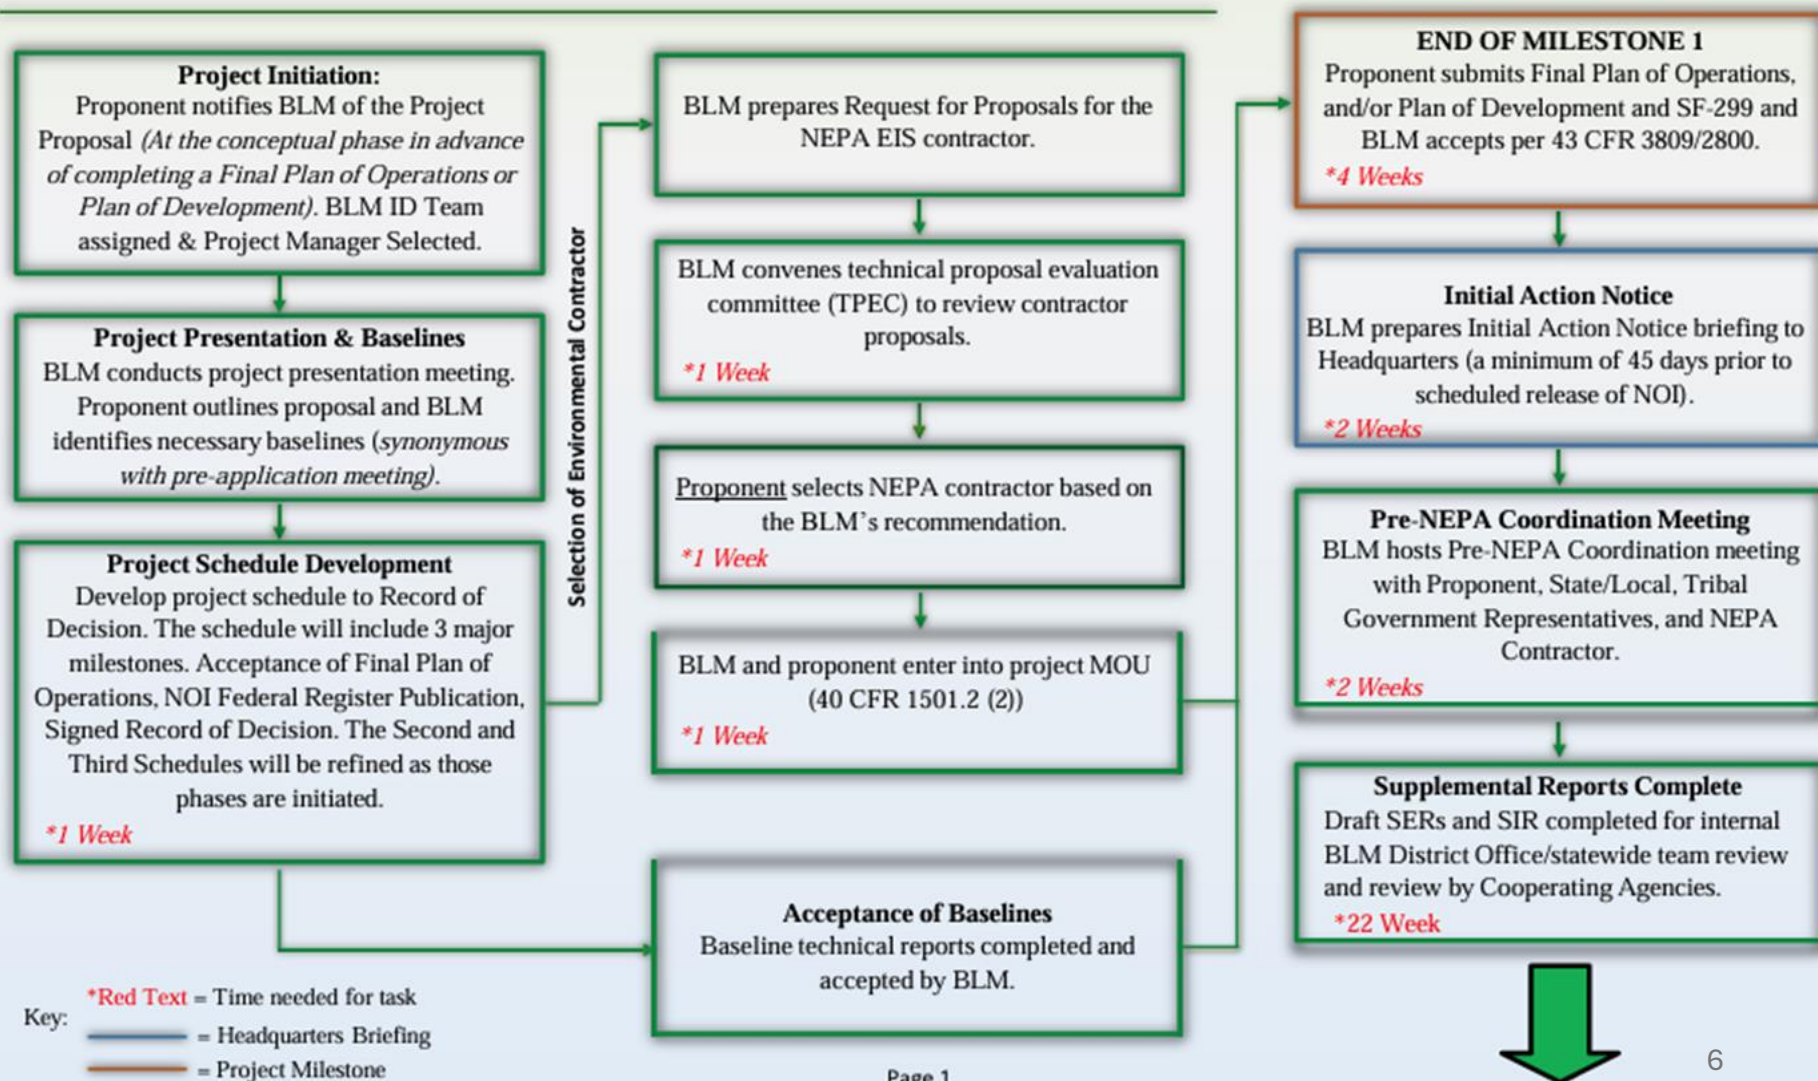 Project Initiation:
Proponent notifies BLM of the Project
Proposal (At the conceptual phase in advance
of completing a Final Plan of Operations or
Plan of Development). BLM ID Team
assigned & Project Manager Selected.
Project Presentation & Baselines
BLM conducts project presentation meeting.
Proponent outlines proposal and BLM
identifies necessary baselines (synonymous
with pre-application meeting).
Project Schedule Development
Develop project schedule to Record of
Decision. The schedule will include 3 major
milestones. Acceptance of Final Plan of
Operations, NOI Federal Register Publication,
Signed Record of Decision. The Second and
Third Schedules will be refined as those
phases are initiated.
*1 Week
Selection of Environmental Contractor
BLM prepares Request for Proposals for the
NEPA EIS contractor.
BLM convenes technical proposal evaluation
committee (TPEC) to review contractor
proposals.
*1 Week
Proponent selects NEPA contractor based on
the BLM's recommendation.
*1 Week
BLM and proponent enter into project MOU
(40 CFR 1501.2 (2))
*1 Week
Acceptance of Baselines
Baseline technical reports completed and
accepted by BLM.
END OF MILESTONE 1
Proponent submits Final Plan of Operations,
and/or Plan of Development and SF-299 and
BLM accepts per 43 CFR 3809/2800.
*4 Weeks
Initial Action Notice
BLM prepares Initial Action Notice briefing to
Headquarters (a minimum of 45 days prior to
scheduled release of NOI).
*2 Weeks
Pre-NEPA Coordination Meeting
BLM hosts Pre-NEPA Coordination meeting
with Proponent, State/Local, Tribal
Government Representatives, and NEPA
Contractor.
*2 Weeks
Supplemental Reports Complete
Draft SERs and SIR completed for internal
BLM District Office/statewide team review
and review by Cooperating Agencies.
*22 Week
Key:
*Red Text = Time needed for task
= Headquarters Briefing
= Project Milestone
Page 1
6